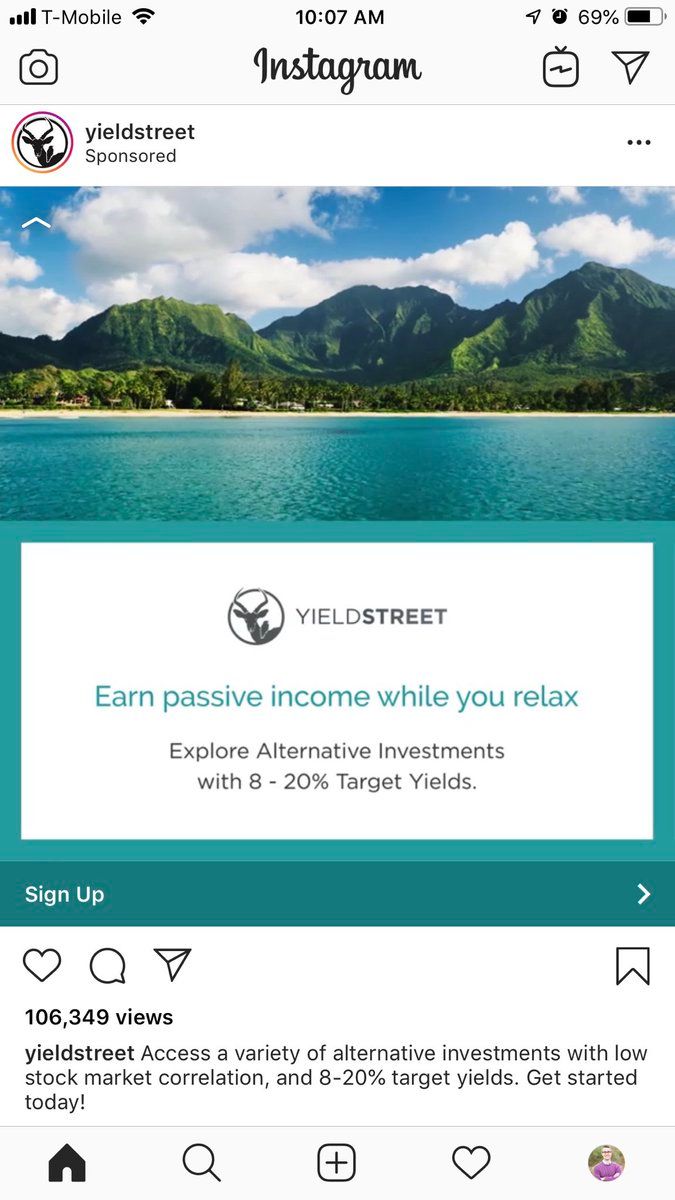 T-Mobile 10:07 AM 69%
Instagram
yieldstreet
Sponsored
YIELDSTREET
Earn passive income while you relax
Explore Alternative Investments
with 8 - 20% Target Yields.
Sign Up
106,349 views
yieldstreet Access a variety of alternative investments with low
stock market correlation, and 8-20% target yields. Get started
today!